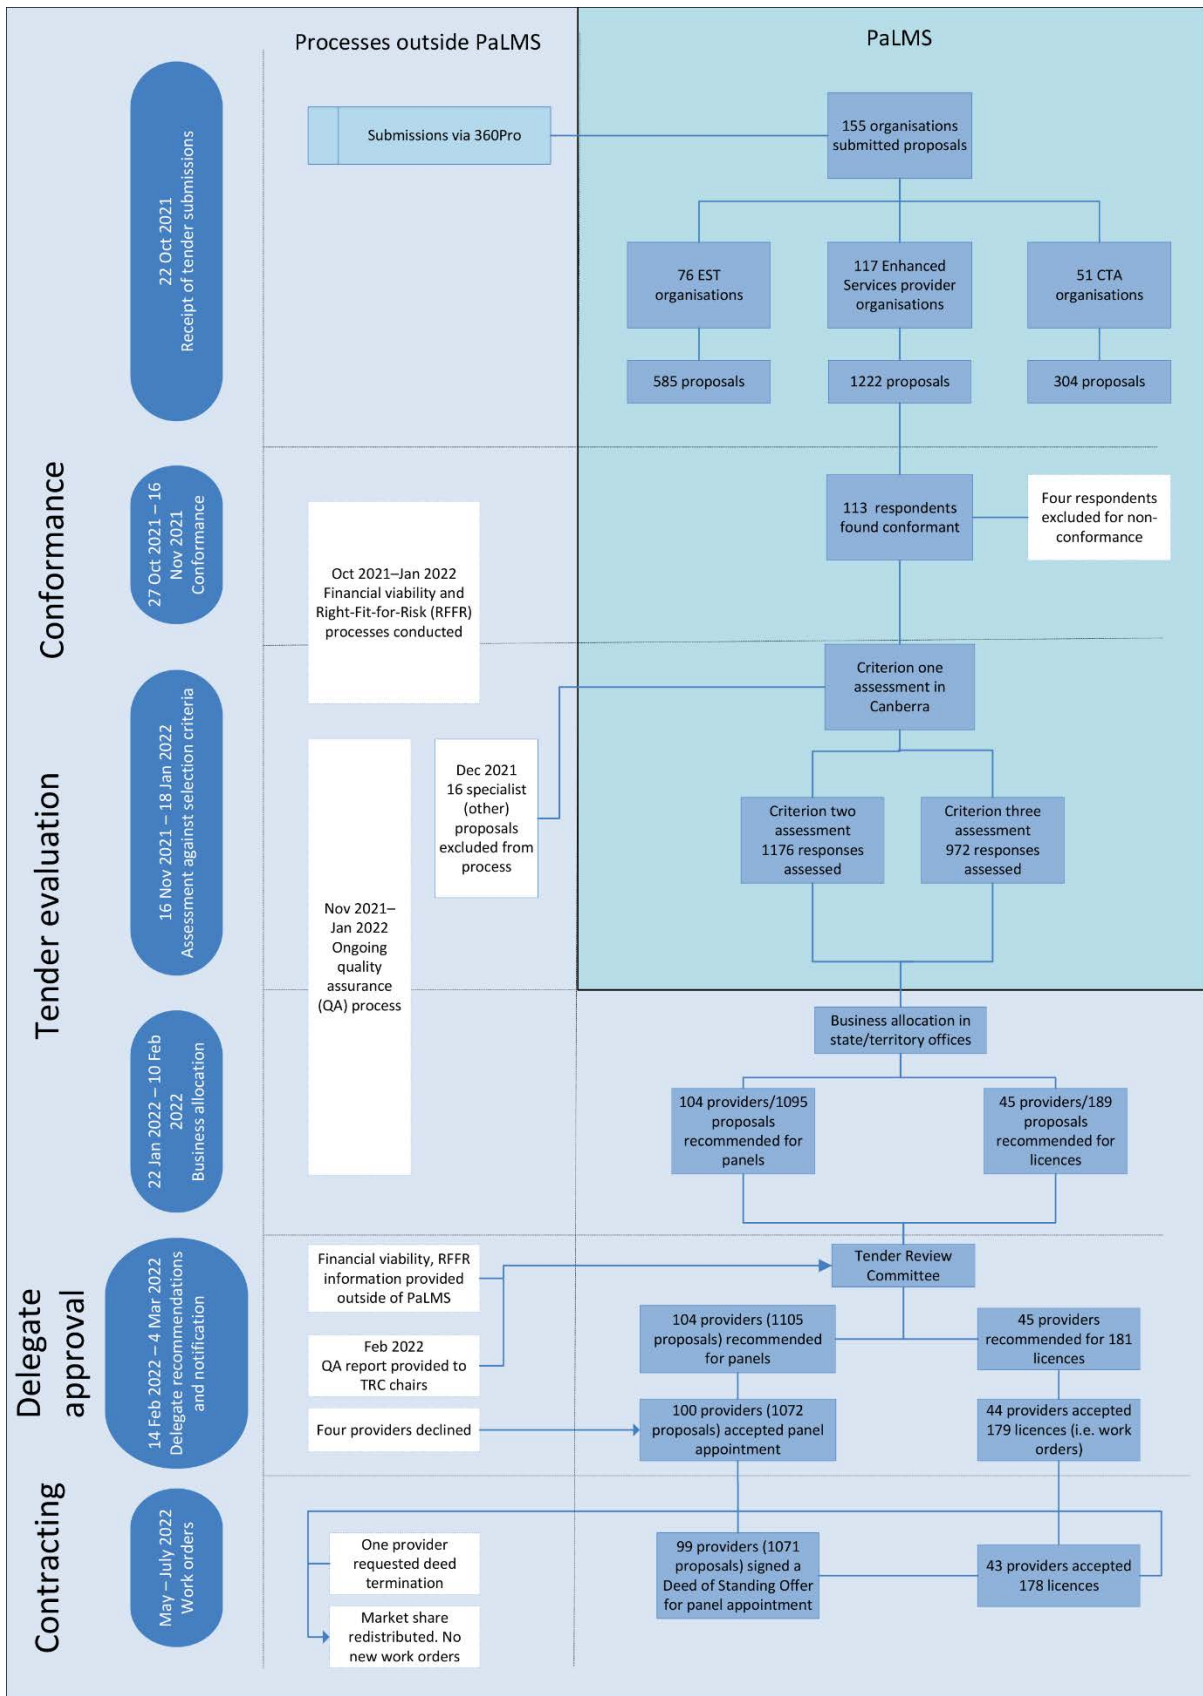 Processes outside PaLMS
PaLMS
22 Oct 2021
Receipt of tender submissions
Submissions via 360Pro
155 organisations
submitted proposals
76 EST
organisations
117 Enhanced
Services provider
organisations
51 CTA
organisations
585 proposals
1222 proposals
304 proposals
Conformance
27 Oct 2021 – 16
Nov 2021
Conformance
Oct 2021–Jan 2022
Financial viability and
Right-Fit-for-Risk (RFFR)
processes conducted
113 respondents
found conformant
Four respondents
excluded for non-
conformance
Tender evaluation
16 Nov 2021 – 18 Jan 2022
Assessment against selection criteria
Criterion one
assessment in
Canberra
Dec 2021
16 specialist
(other)
proposals
excluded from
process
Criterion two
assessment
1176 responses
assessed
Criterion three
assessment
972 responses
assessed
Nov 2021–
Jan 2022
Ongoing
quality
assurance
(QA) process
22 Jan 2022 – 10 Feb
2022
Business allocation
Business allocation in
state/territory offices
104 providers/1095
proposals
recommended for
panels
45 providers/189
proposals
recommended for
licences
Delegate
approval
14 Feb 2022 – 4 Mar 2022
Delegate recommendations
and notification
Financial viability, RFFR
information provided
outside of PaLMS
Tender Review
Committee
Feb 2022
QA report provided to
TRC chairs
104 providers (1105
proposals) recommended
for panels
45 providers
recommended for 181
licences
Four providers declined
100 providers (1072
proposals) accepted panel
appointment
44 providers accepted
179 licences (i.e. work
orders)
Contracting
May – July 2022
Work orders
One provider
requested deed
termination
99 providers (1071
proposals) signed a
Deed of Standing Offer
for panel appointment
43 providers accepted
178 licences
Market share
redistributed. No
new work orders